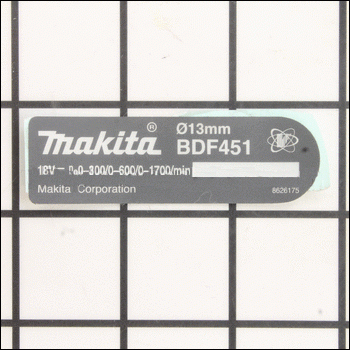 makita® Ø13mm
BDF451
18V⎓ n₀0-300/0-600/0-1700/min
Makita Corporation 8626175